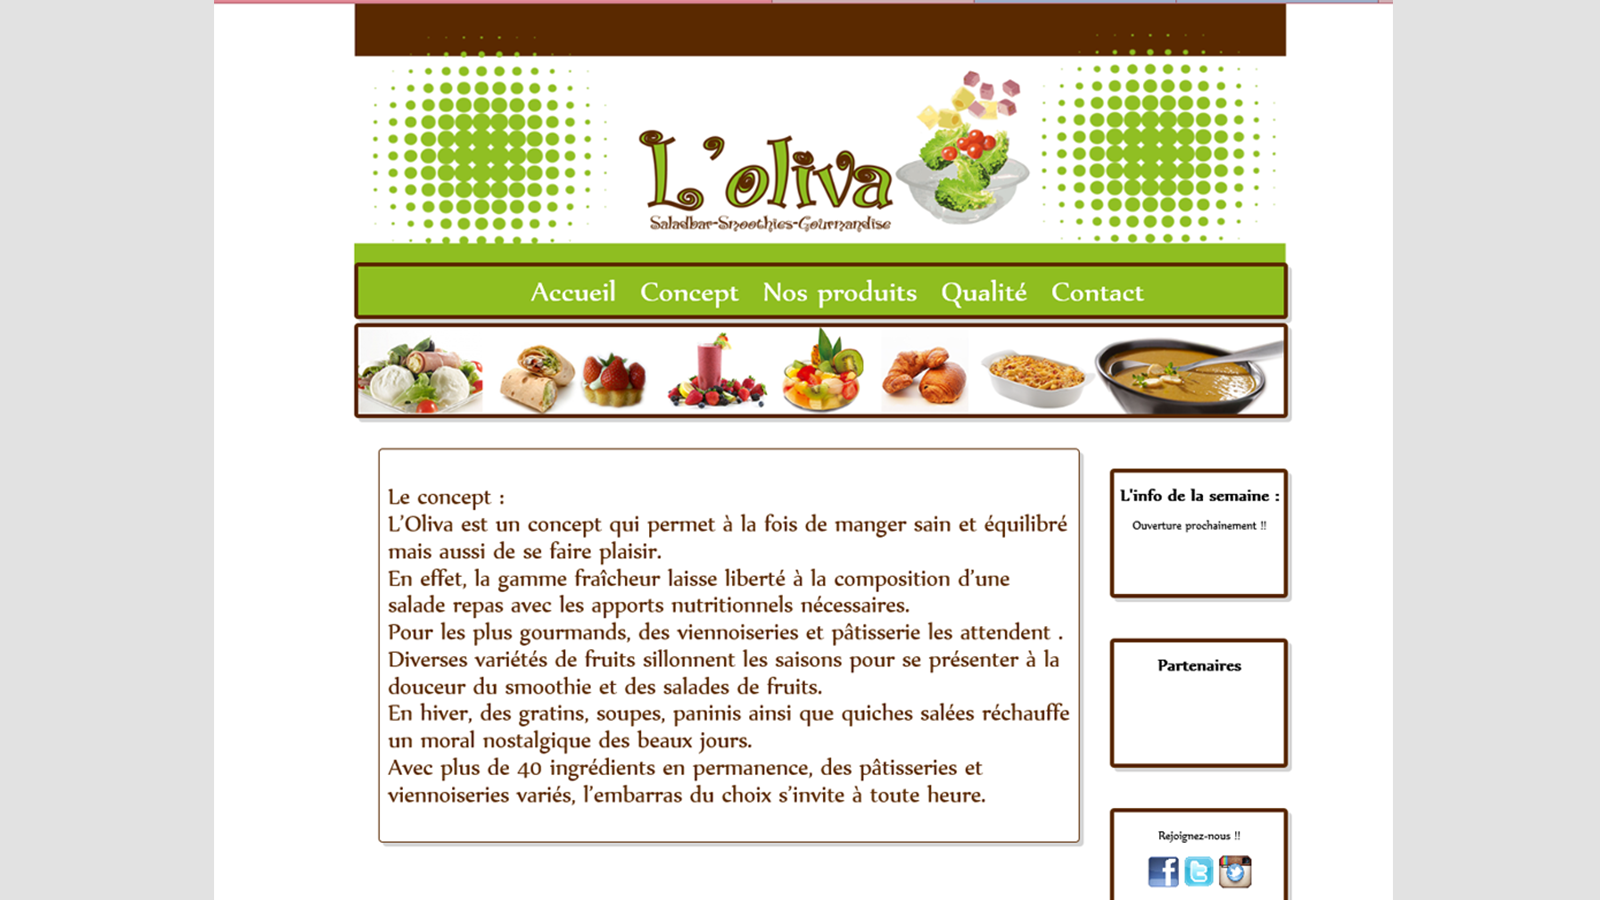 L'oliva
Saladbar-Smoothies-Gourmandise
Accueil Concept Nos produits Qualité Contact
Le concept :
L’Oliva est un concept qui permet à la fois de manger sain et équilibré
mais aussi de se faire plaisir.
En effet, la gamme fraîcheur laisse liberté à la composition d’une
salade repas avec les apports nutritionnels nécessaires.
Pour les plus gourmands, des viennoiseries et pâtisserie les attendent .
Diverses variétés de fruits sillonnent les saisons pour se présenter à la
douceur du smoothie et des salades de fruits.
En hiver, des gratins, soupes, paninis ainsi que quiches salées réchauffe
un moral nostalgique des beaux jours.
Avec plus de 40 ingrédients en permanence, des pâtisseries et
viennoiseries variés, l’embarras du choix s’invite à toute heure.
L'info de la semaine :
Ouverture prochainement !!
Partenaires
Rejoignez-nous !!